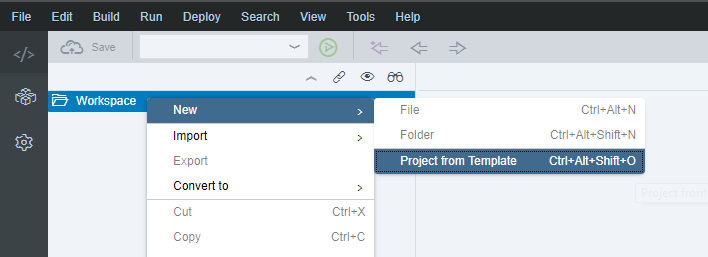 File Edit Build Run Deploy Search View Tools Help
Save
Workspace
New
File Ctrl+Alt+N
Folder Ctrl+Alt+Shift+N
Import
Project from Template Ctrl+Alt+Shift+O
Export
Convert to
Project from
Cut Ctrl+X
Copy Ctrl+C